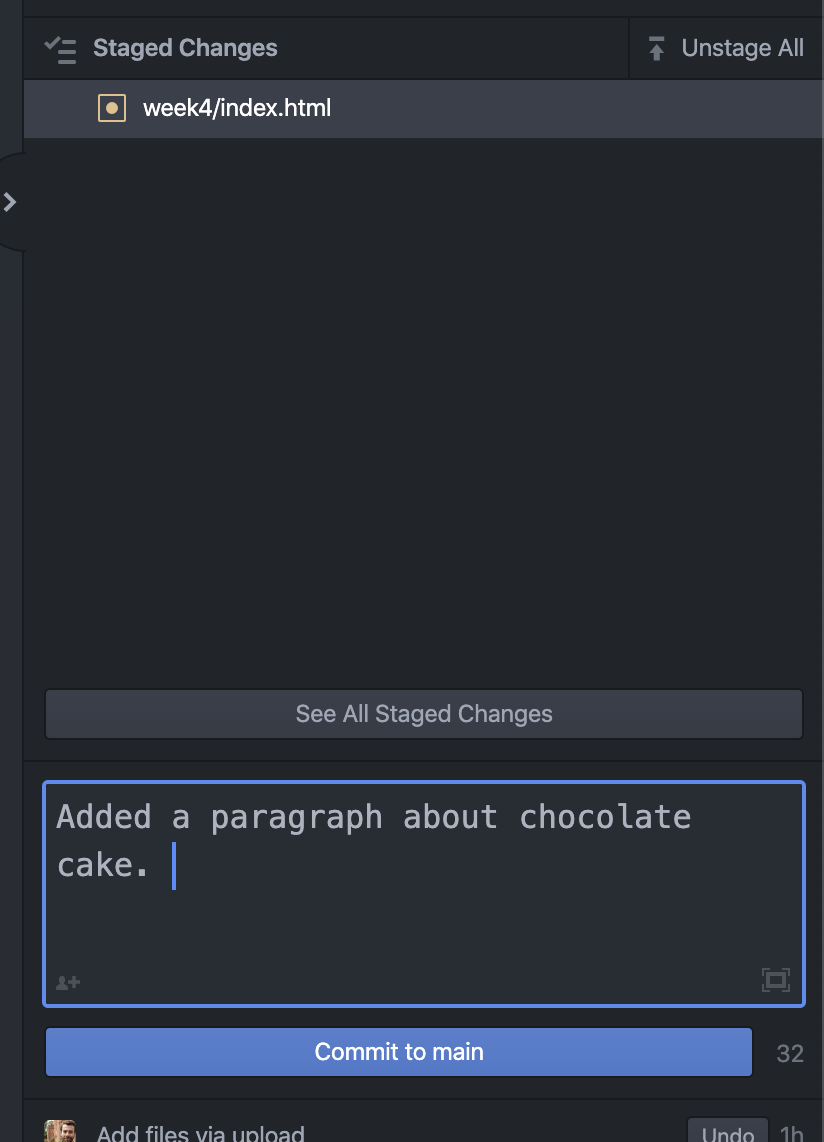 Staged Changes
Unstage All
week4/index.html
See All Staged Changes
Added a paragraph about chocolate
cake.
Commit to main
32
Add files via upload
Undo
1h